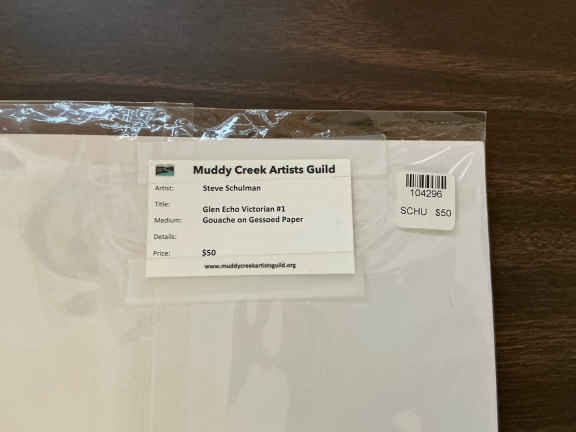 Muddy Creek Artists Guild
Artist: Steve Schulman
Title: Glen Echo Victorian #1
Medium: Gouache on Gessoed Paper
Details:
Price: $50
www.muddycreekartistsguild.org
104296
SCHU $50